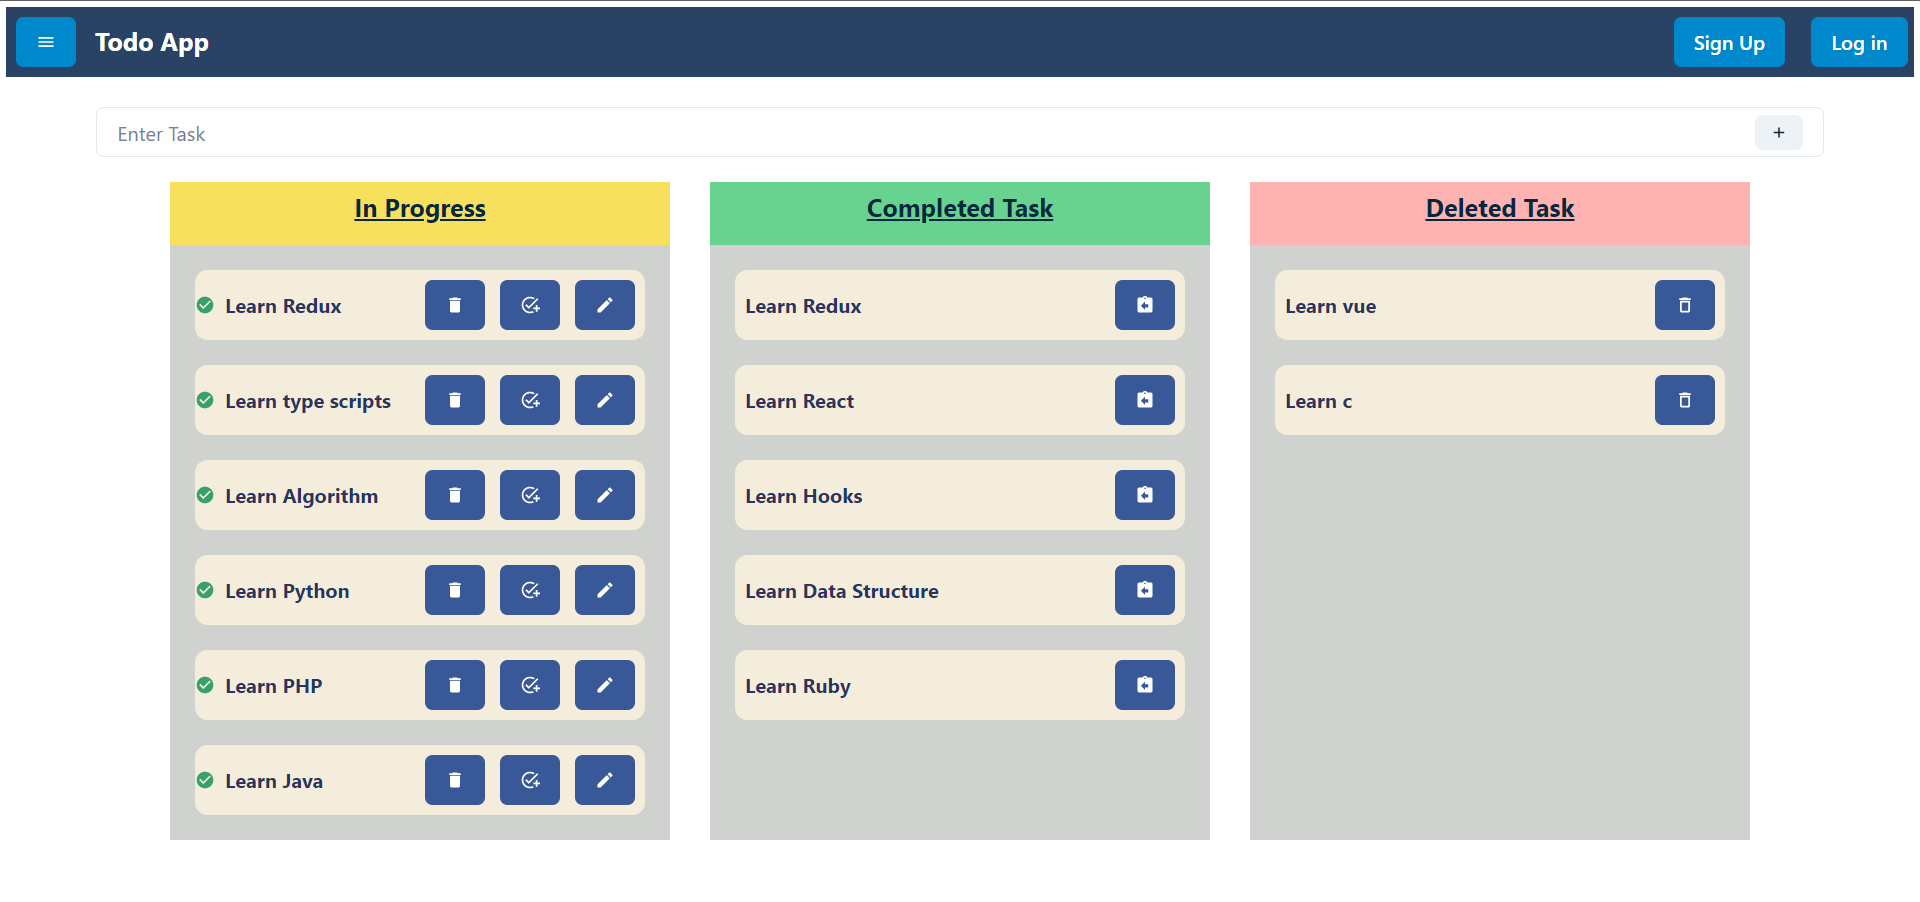 Todo App
Sign Up
Log in
Enter Task
+
In Progress
Learn Redux
Learn type scripts
Learn Algorithm
Learn Python
Learn PHP
Learn Java
Completed Task
Learn Redux
Learn React
Learn Hooks
Learn Data Structure
Learn Ruby
Deleted Task
Learn vue
Learn c